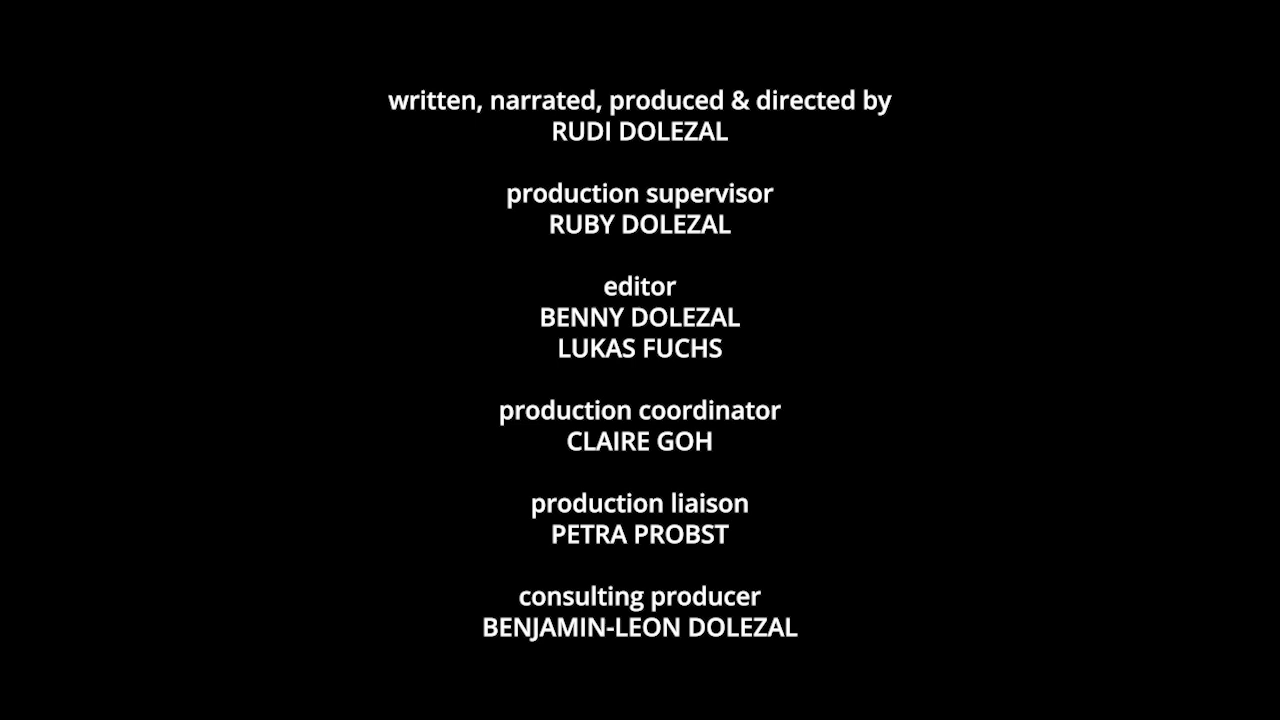 written, narrated, produced & directed by
RUDI DOLEZAL
production supervisor
RUBY DOLEZAL
editor
BENNY DOLEZAL
LUKAS FUCHS
production coordinator
CLAIRE GOH
production liaison
PETRA PROBST
consulting producer
BENJAMIN-LEON DOLEZAL